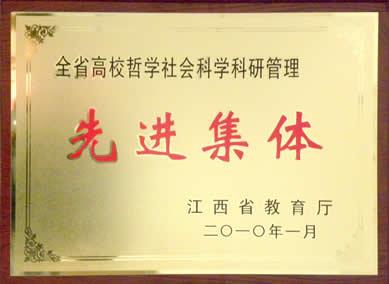 全省高校哲学社会科学科研管理
先进集体
江西省教育厅
二〇一〇年一月